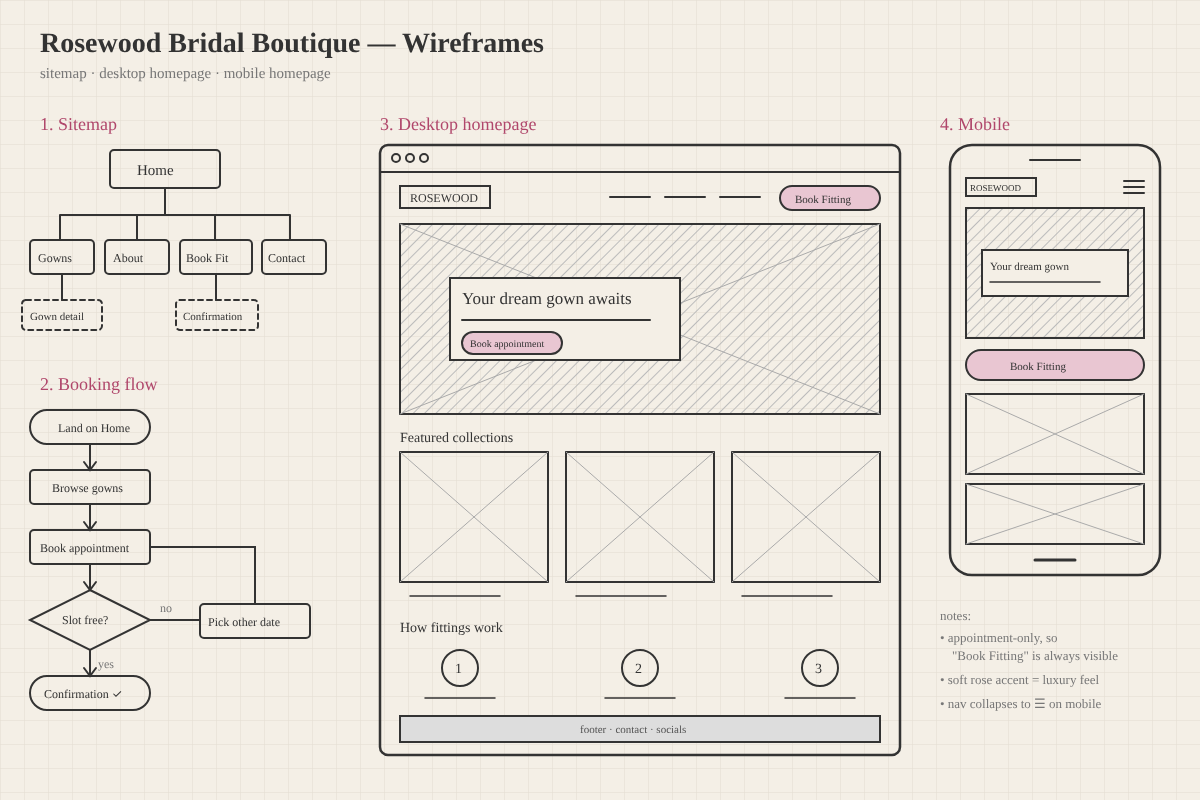 Rosewood Bridal Boutique — Wireframes
sitemap · desktop homepage · mobile homepage
1. Sitemap
Home
Gowns
About
Book Fit
Contact
Gown detail
Confirmation
2. Booking flow
Land on Home
Browse gowns
Book appointment
Slot free?
no
Pick other date
yes
Confirmation ✓
3. Desktop homepage
ROSEWOOD
Book Fitting
Your dream gown awaits
Book appointment
Featured collections
How fittings work
1
2
3
footer · contact · socials
4. Mobile
ROSEWOOD
Your dream gown
Book Fitting
notes:
• appointment-only, so
"Book Fitting" is always visible
• soft rose accent = luxury feel
• nav collapses to ☰ on mobile